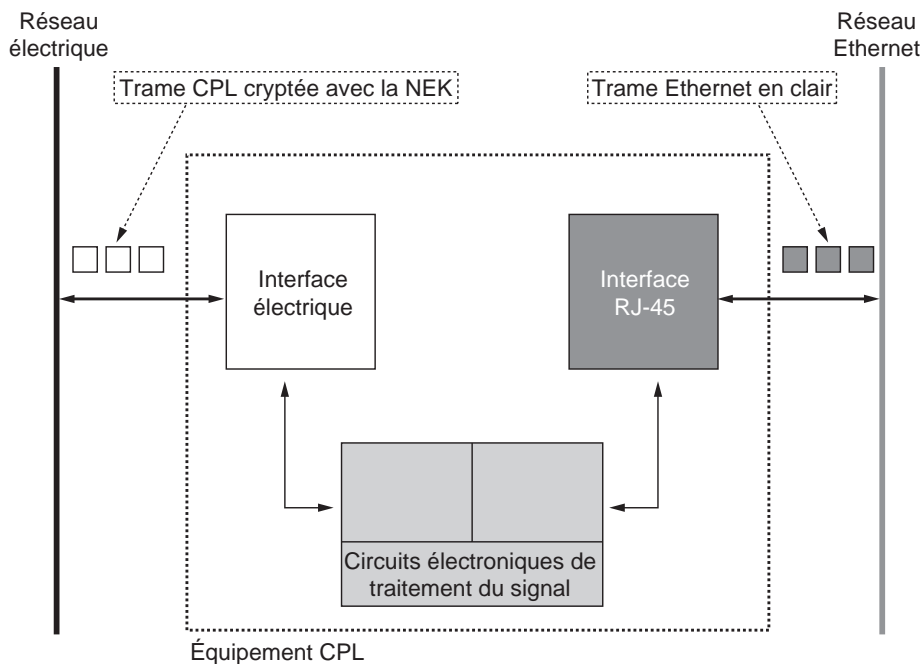 Réseau
électrique
Réseau
Ethernet
Trame CPL cryptée avec la NEK
Trame Ethernet en clair
Interface
électrique
Interface
RJ-45
Circuits électroniques de
traitement du signal
Équipement CPL